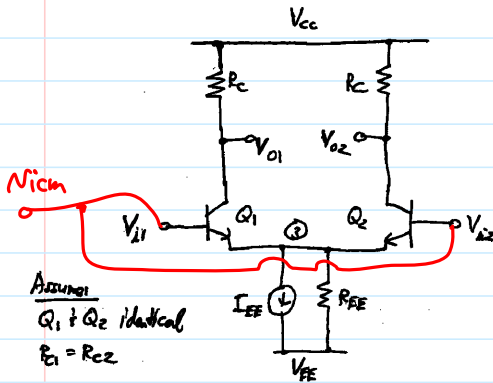 Vcc
Rc
Rc
Vo1
Vo2
Vicm
Vi1
Q1
③
Q2
Vi2
Assume
Q1 & Q2 identical
Rc1 = Rc2
IEE
REE
VEE